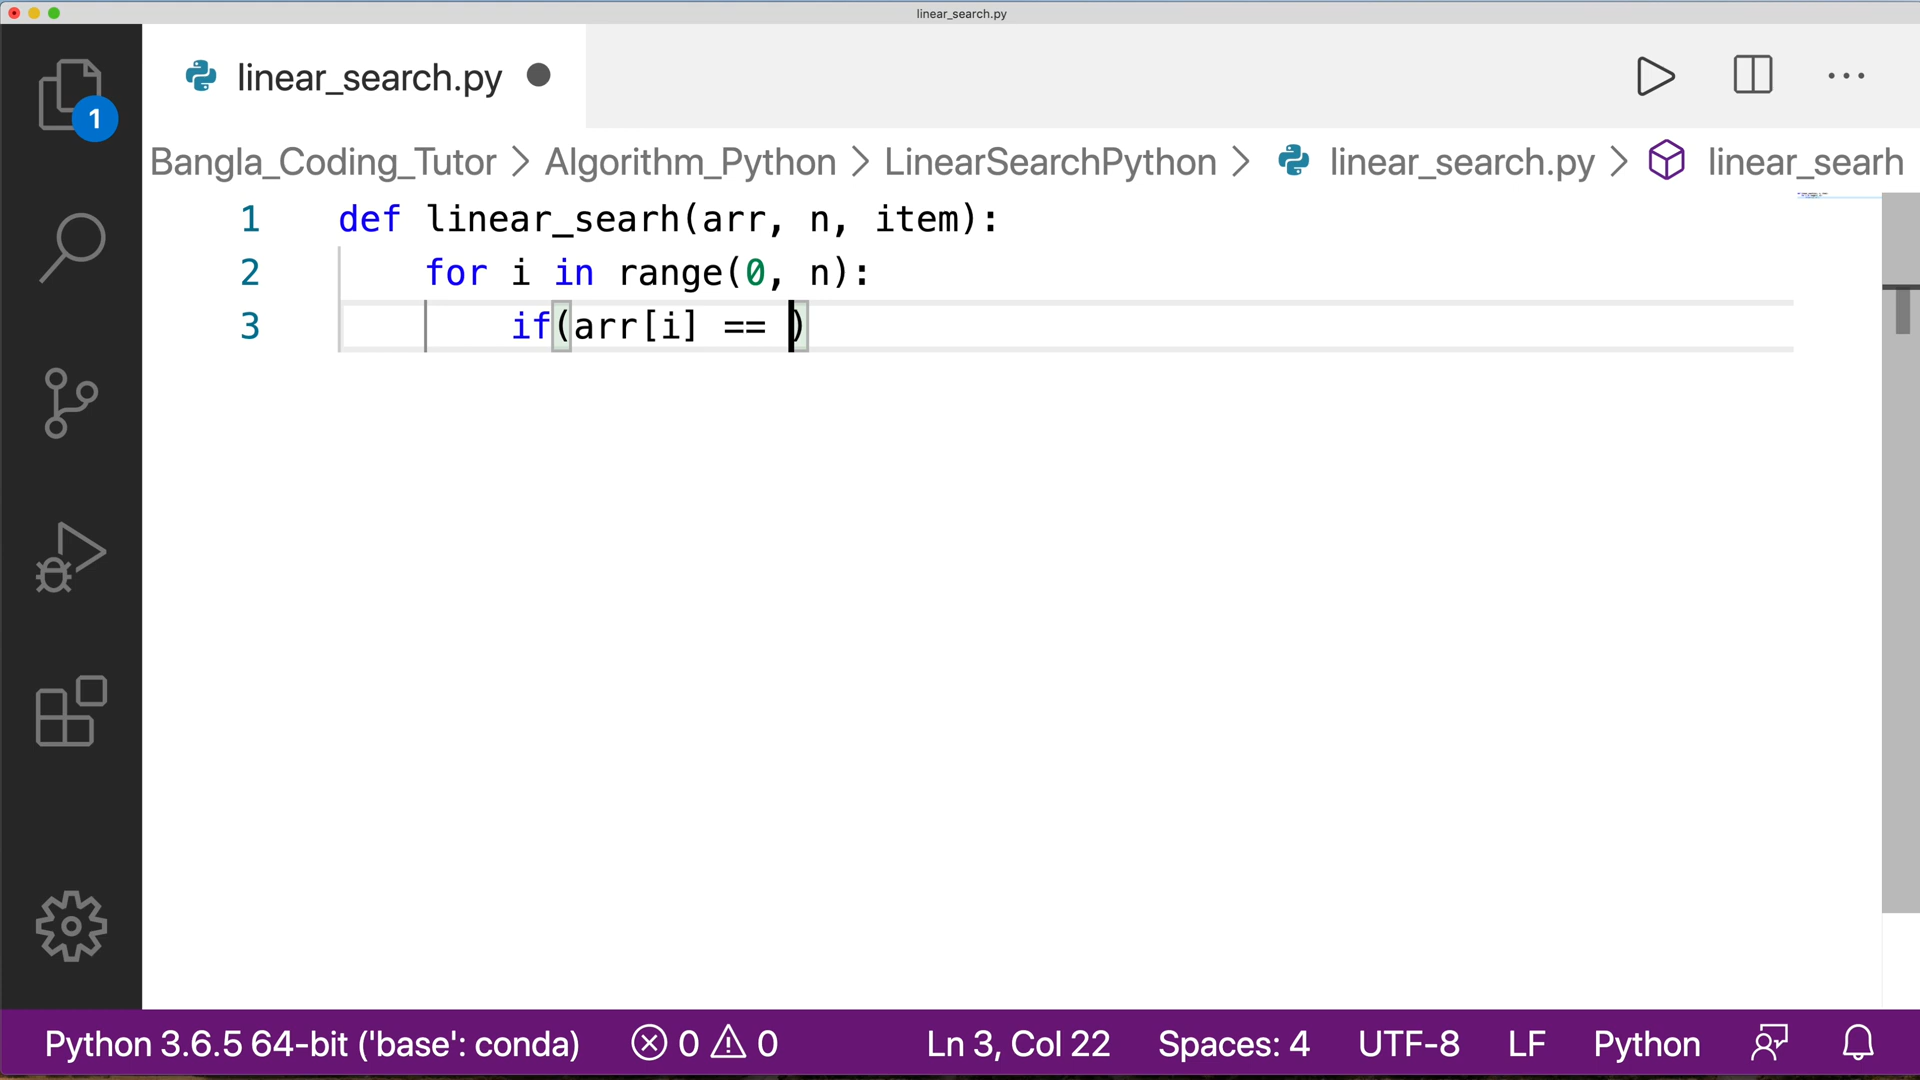 linear_search.py
linear_search.py
1
Bangla_Coding_Tutor > Algorithm_Python > LinearSearchPython > linear_search.py > linear_searh
1 def linear_searh(arr, n, item):
2     for i in range(0, n):
3         if(arr[i] == )
Python 3.6.5 64-bit ('base': conda) 0 0 Ln 3, Col 22 Spaces: 4 UTF-8 LF Python